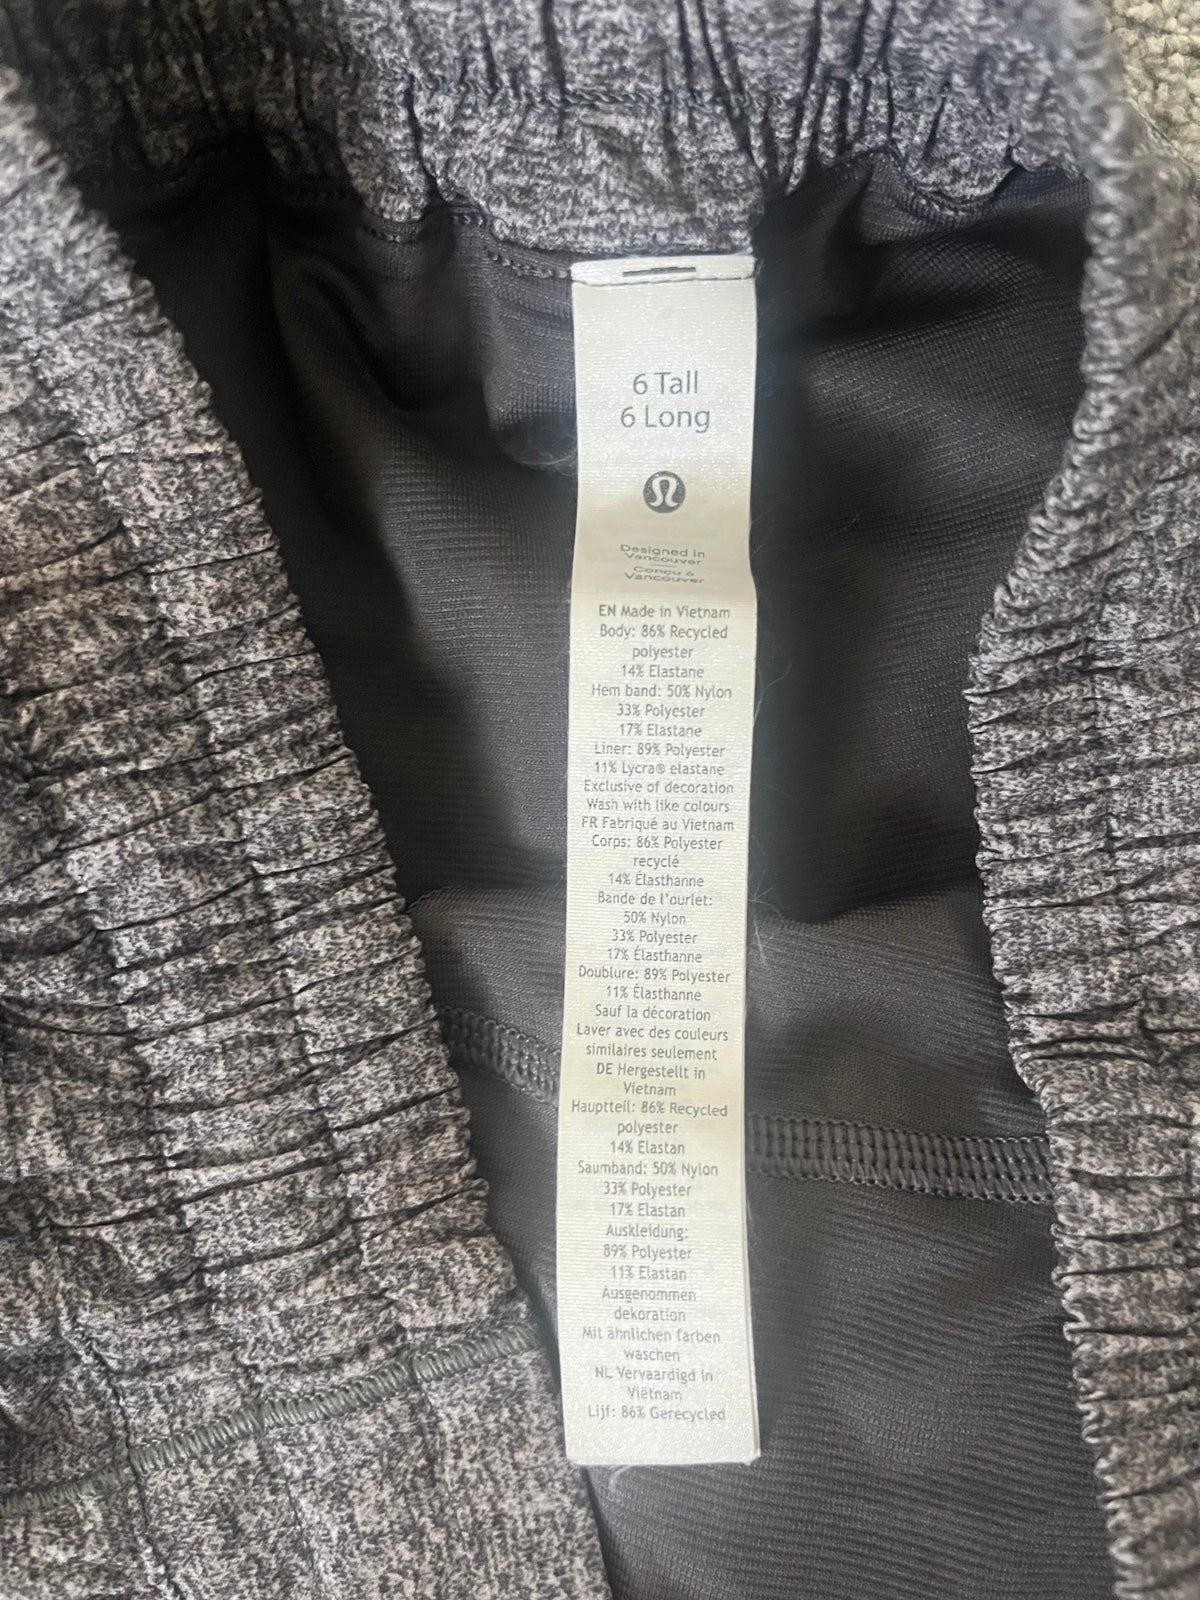 6 Tall
6 Long
Designed in
Vancouver
Conçu à
Vancouver
EN Made in Vietnam
Body: 86% Recycled
polyester
14% Elastane
Hem band: 50% Nylon
33% Polyester
17% Elastane
Liner: 89% Polyester
11% Lycra® elastane
Exclusive of decoration
Wash with like colours
FR Fabriqué au Vietnam
Corps: 86% Polyester
recyclé
14% Élasthanne
Bande de l'ourlet:
50% Nylon
33% Polyester
17% Élasthanne
Doublure: 89% Polyester
11% Élasthanne
Sauf la décoration
Laver avec des couleurs
similaires seulement
DE Hergestellt in
Vietnam
Hauptteil: 86% Recycled
polyester
14% Elastan
Saumband: 50% Nylon
33% Polyester
17% Elastan
Auskleidung:
89% Polyester
11% Elastan
Ausgenommen
dekoration
Mit ähnlichen farben
waschen
NL Vervaardigd in
Viëtnam
Lijf: 86% Gerecycled